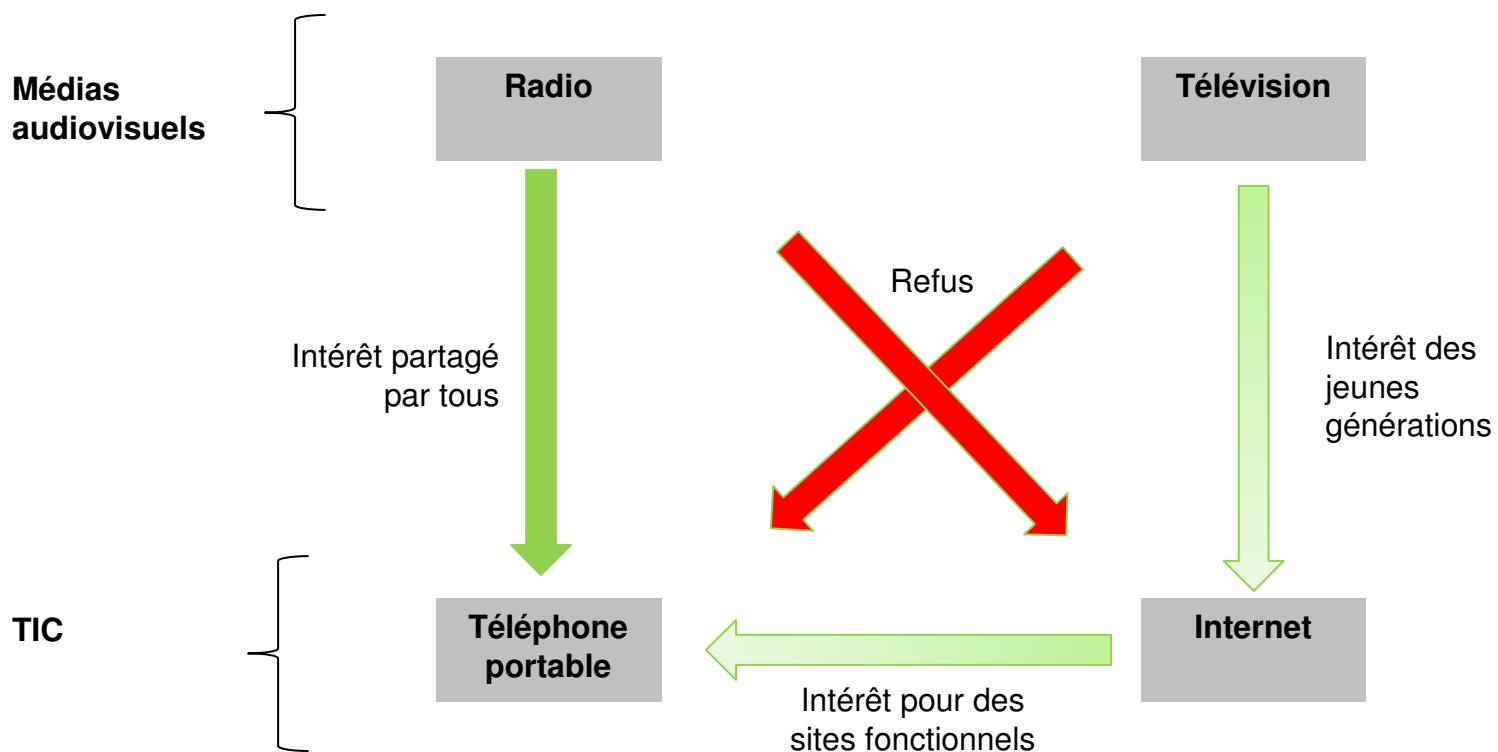 Médias
audiovisuels
Radio
Télévision
Refus
Intérêt partagé
par tous
Intérêt des
jeunes
générations
TIC
Téléphone
portable
Internet
Intérêt pour des
sites fonctionnels